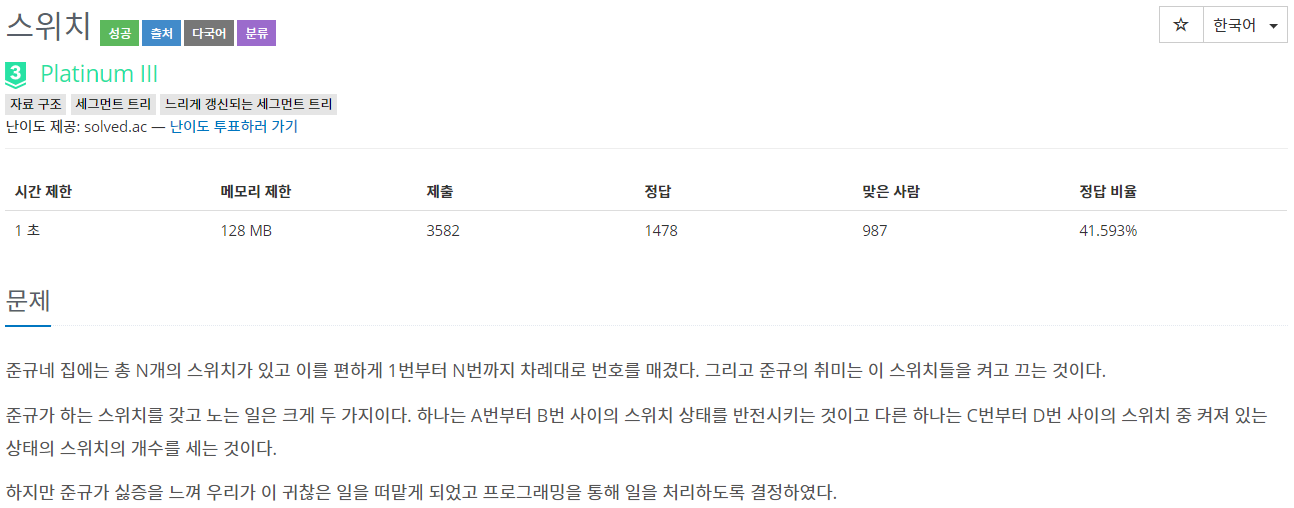 스위치 성공 출처 다국어 분류 ☆ 한국어
3 Platinum III
자료 구조 세그먼트 트리 느리게 갱신되는 세그먼트 트리
난이도 제공: solved.ac — 난이도 투표하러 가기
시간 제한 메모리 제한 제출 정답 맞은 사람 정답 비율
1 초 128 MB 3582 1478 987 41.593%
문제
준규네 집에는 총 N개의 스위치가 있고 이를 편하게 1번부터 N번까지 차례대로 번호를 매겼다. 그리고 준규의 취미는 이 스위치들을 켜고 끄는 것이다.
준규가 하는 스위치를 갖고 노는 일은 크게 두 가지이다. 하나는 A번부터 B번 사이의 스위치 상태를 반전시키는 것이고 다른 하나는 C번부터 D번 사이의 스위치 중 켜져 있는
상태의 스위치의 개수를 세는 것이다.
하지만 준규가 싫증을 느껴 우리가 이 귀찮은 일을 떠맡게 되었고 프로그래밍을 통해 일을 처리하도록 결정하였다.